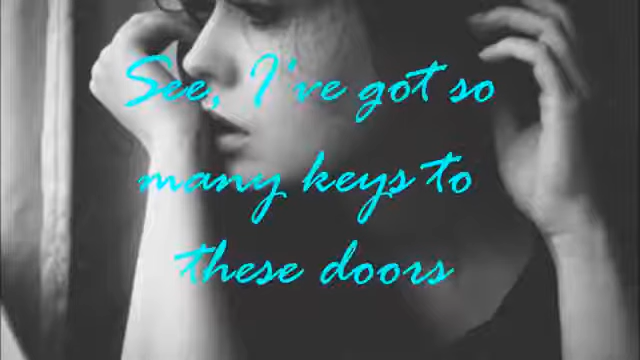 See, I've got so
many keys to
these doors